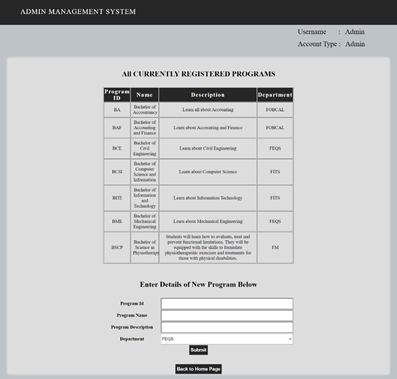 ADMIN MANAGEMENT SYSTEM
Username : Admin
Account Type : Admin
All CURRENTLY REGISTERED PROGRAMS
Program ID Name Description Department
BA Bachelor of Accountancy Learn all about Accounting FOBCAL
BAF Bachelor of Accounting and Finance Learn about Accounting and Finance FOBCAL
BCE Bachelor of Civil Engineering Learn about Civil Engineering FEQS
BCSI Bachelor of Computer Science and Information Learn about Computer Science FITS
BITE Bachelor of Information and Technology Learn about Information Technology FITS
BME Bachelor of Mechanical Engineering Learn about Mechanical Engineering FEQS
BSCP Bachelor of Science in Physiotherapy Students will learn how to evaluate, treat and prevent functional limitations. They will be equipped with the skills to formulate physiotherapeutic exercises and treatments for those with physical disabilities. FM
Enter Details of New Program Below
Program Id
Program Name
Program Description
Department FEQS
Submit
Back to Home Page